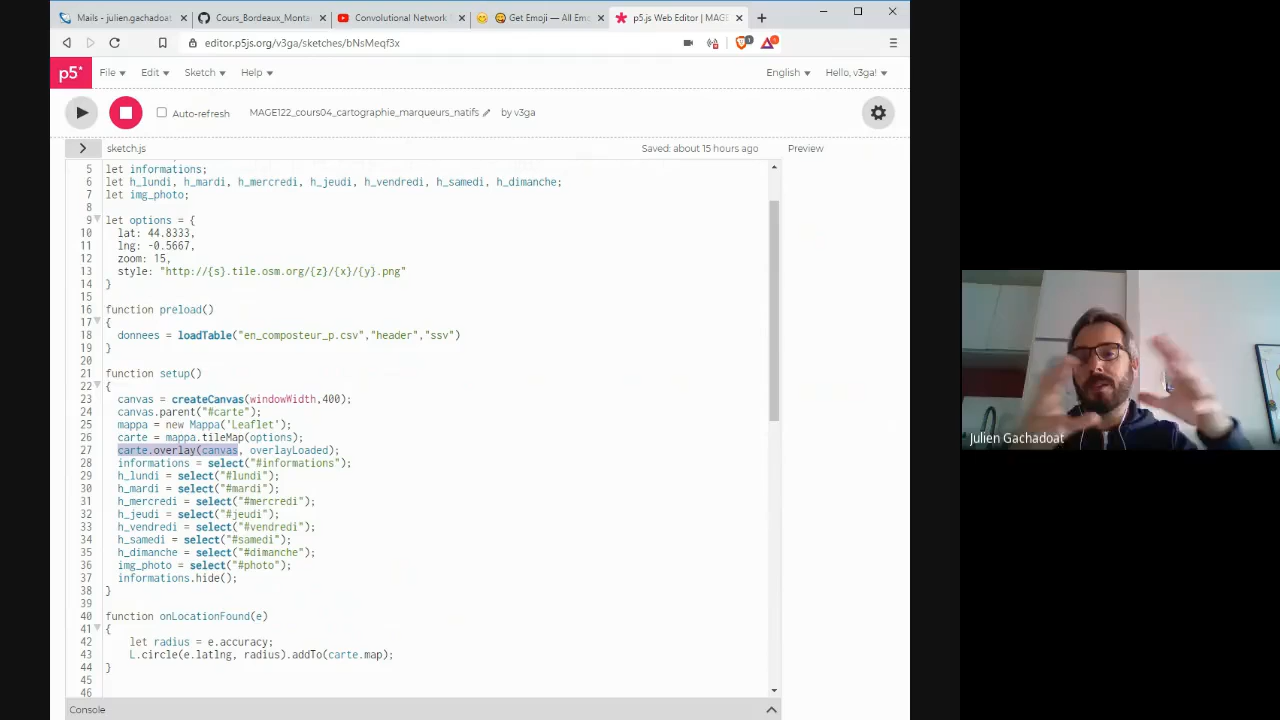 Mails - julien.gachadoat
Cours_Bordeaux_Monta
Convolutional Network
Get Emoji — All Em
p5.js Web Editor | MAGE
editor.p5js.org/v3ga/sketches/bNsMeqf3x
p5*
File
Edit
Sketch
Help
English
Hello, v3ga!
Auto-refresh
MAGE122_cours04_cartographie_marqueurs_natifs
by v3ga
sketch.js
Saved: about 15 hours ago
Preview
5 let informations;
6 let h_lundi, h_mardi, h_mercredi, h_jeudi, h_vendredi, h_samedi, h_dimanche;
7 let img_photo;
8
9 let options = {
10 lat: 44.8333,
11 lng: -0.5667,
12 zoom: 15,
13 style: "http://{s}.tile.osm.org/{z}/{x}/{y}.png"
14 }
15
16 function preload()
17 {
18 donnees = loadTable("en_composteur_p.csv","header","ssv")
19 }
20
21 function setup()
22 {
23 canvas = createCanvas(windowWidth,400);
24 canvas.parent("#carte");
25 mappa = new Mappa('Leaflet');
26 carte = mappa.tileMap(options);
27 carte.overlay(canvas, overlayLoaded);
28 informations = select("#informations");
29 h_lundi = select("#lundi");
30 h_mardi = select("#mardi");
31 h_mercredi = select("#mercredi");
32 h_jeudi = select("#jeudi");
33 h_vendredi = select("#vendredi");
34 h_samedi = select("#samedi");
35 h_dimanche = select("#dimanche");
36 img_photo = select("#photo");
37 informations.hide();
38 }
39
40 function onLocationFound(e)
41 {
42 let radius = e.accuracy;
43 L.circle(e.latlng, radius).addTo(carte.map);
44 }
45
46
Console
Julien Gachadoat